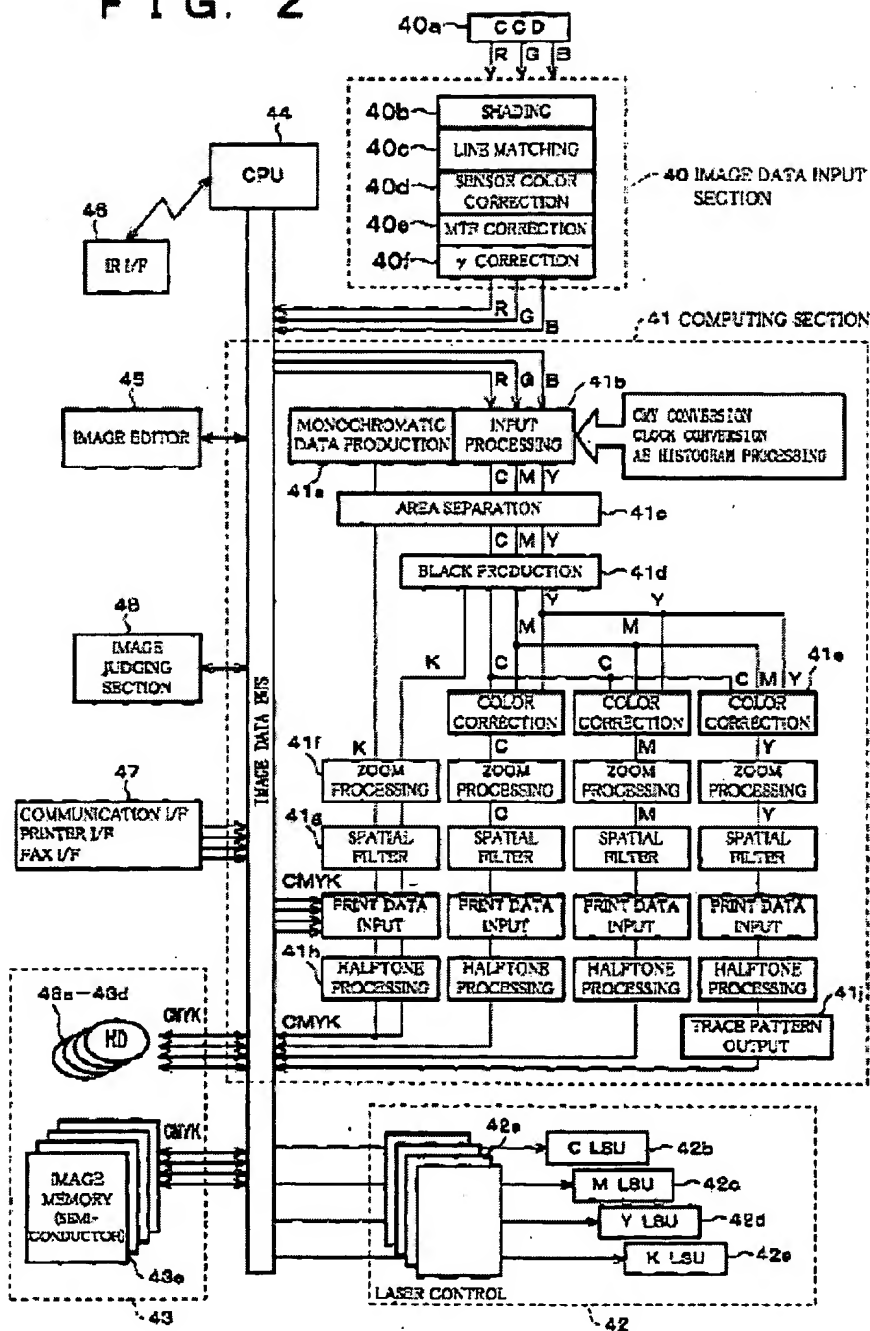 FIG. 2
40a
CCD
R G B
40b
SHADING
40c
LINE MATCHING
40d
SENSOR COLOR
CORRECTION
40e
MTF CORRECTION
40f
γ CORRECTION
40 IMAGE DATA INPUT
SECTION
R
G
B
44
CPU
46
IR I/F
41 COMPUTING SECTION
R G B
41b
45
IMAGE EDITOR
MONOCHROMATIC
DATA PRODUCTION
41a
INPUT
PROCESSING
CMY CONVERSION
CLOCK CONVERSION
AE HISTOGRAM PROCESSING
C M Y
AREA SEPARATION
41c
C M Y
BLACK PRODUCTION
41d
Y Y
M M
K C C
C M Y
41e
48
IMAGE
JUDGING
SECTION
IMAGE DATA BUS
COLOR
CORRECTION
COLOR
CORRECTION
COLOR
CORRECTION
K C M Y
41f
ZOOM
PROCESSING
ZOOM
PROCESSING
ZOOM
PROCESSING
ZOOM
PROCESSING
C M Y
47
COMMUNICATION I/F
PRINTER I/F
FAX I/F
41g
SPATIAL
FILTER
SPATIAL
FILTER
SPATIAL
FILTER
SPATIAL
FILTER
CMYK
PRINT DATA
INPUT
PRINT DATA
INPUT
PRINT DATA
INPUT
PRINT DATA
INPUT
41h
HALFTONE
PROCESSING
HALFTONE
PROCESSING
HALFTONE
PROCESSING
HALFTONE
PROCESSING
CMYK
TRACE PATTERN
OUTPUT
HD
CMYK
CMYK
IMAGE
MEMORY
(SEMI-
CONDUCTOR)
43
42a
C LSU
42b
M LSU
42c
Y LSU
42d
K LSU
42e
LASER CONTROL
42